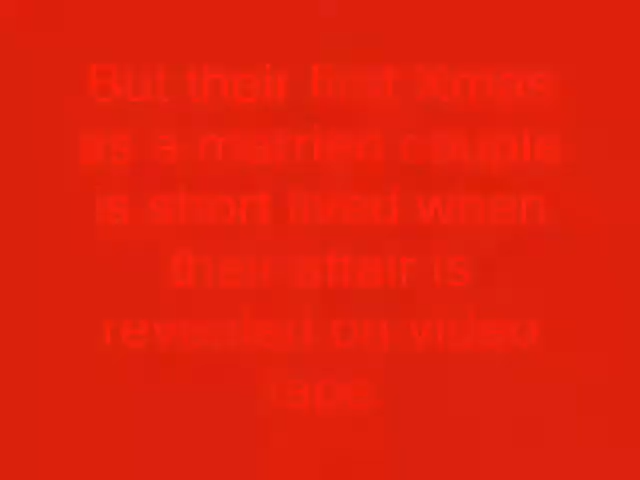 But their first Xmas
as a married couple
is short lived when
their affair is
revealed on video
tape.